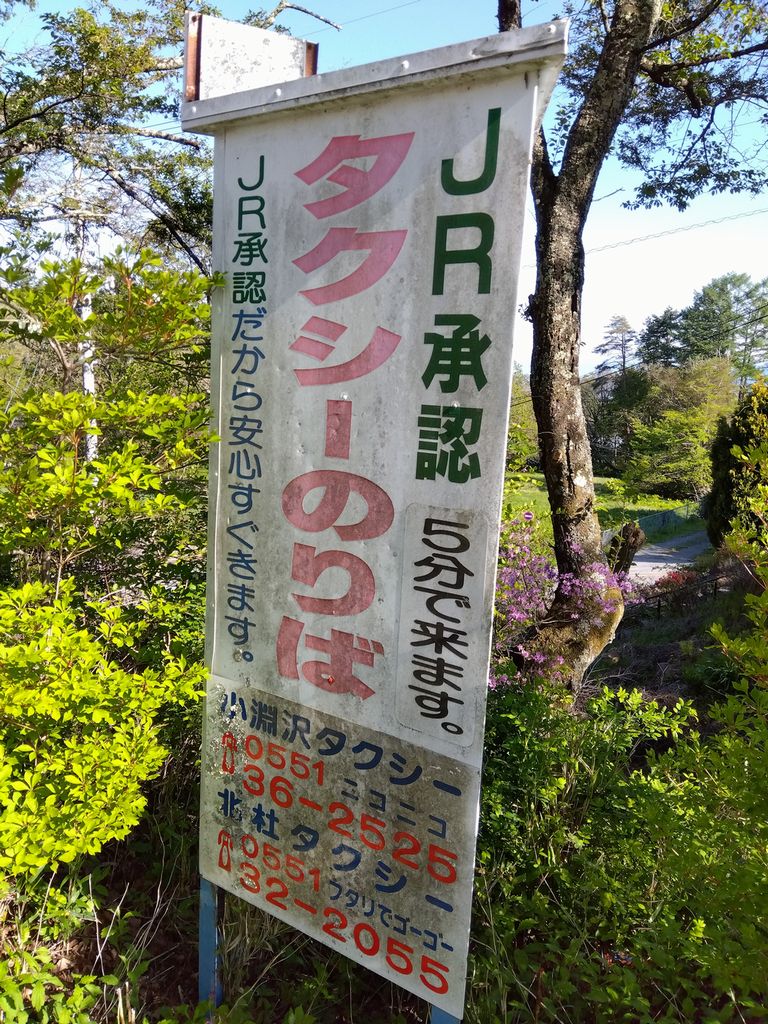 JR承認
5分で来ます。
タクシーのりば
JR承認だから安心すぐきます。
小淵沢タクシー
0551 ニコニコ
36-2525
北杜タクシー
0551 フタリでゴーゴー
32-2055